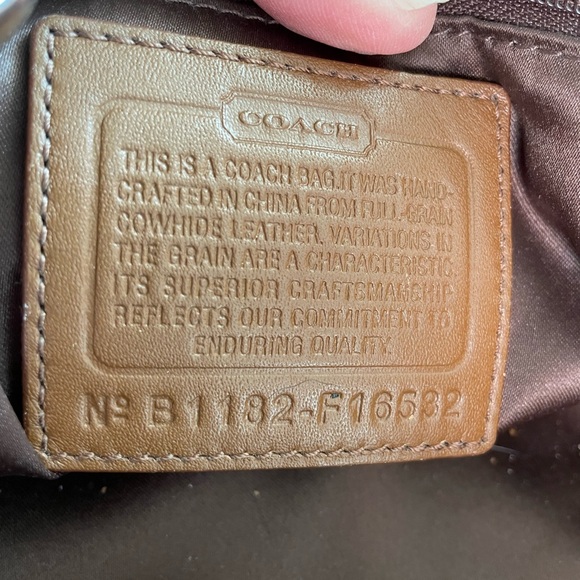 COACH
THIS IS A COACH BAG.IT WAS HAND-
CRAFTED IN CHINA FROM FULL-GRAIN
COWHIDE LEATHER. VARIATIONS IN
THE GRAIN ARE A CHARACTERISTIC.
ITS SUPERIOR CRAFTSMANSHIP
REFLECTS OUR COMMITMENT TO
ENDURING QUALITY.
Nº B1182-F16532